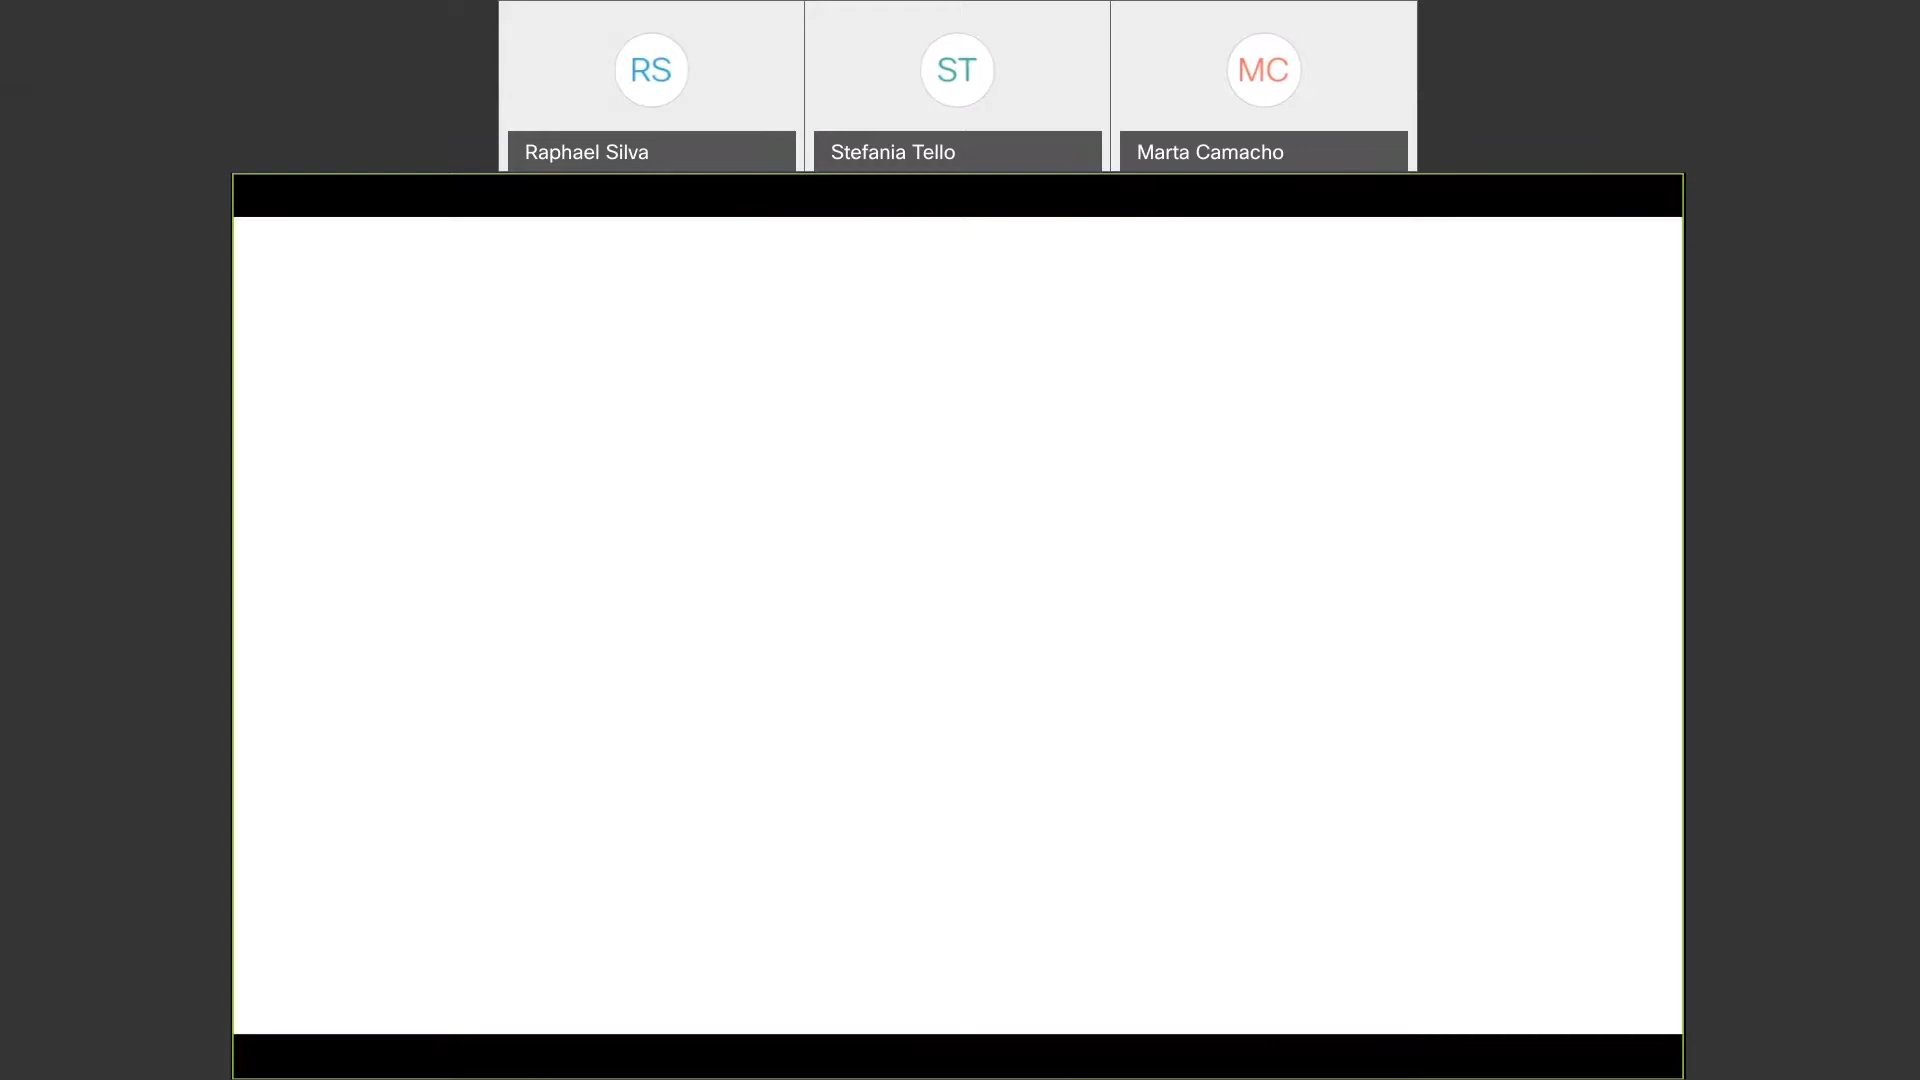 RS
ST
MC
Raphael Silva
Stefania Tello
Marta Camacho